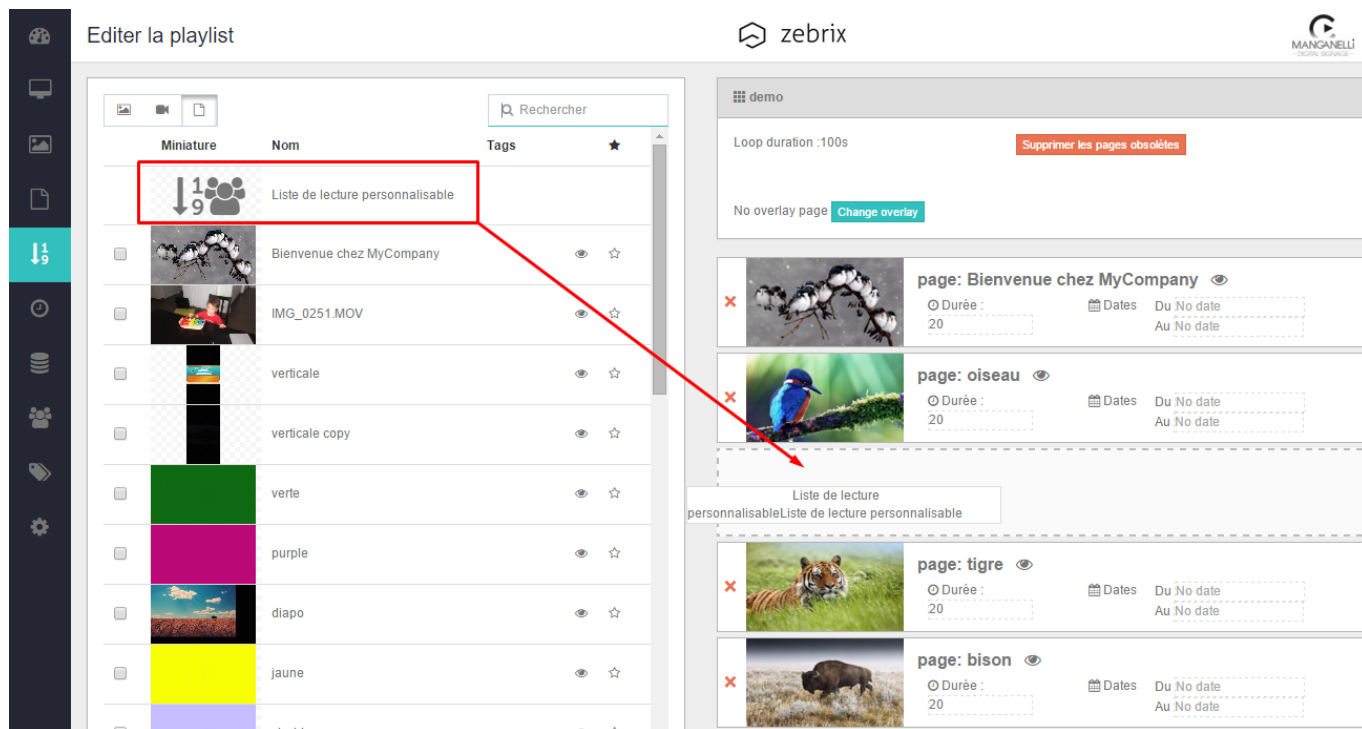 Editer la playlist
zebrix
MANGANELLI
- DIGITAL SIGNAGE -
Rechercher
Miniature Nom Tags
Liste de lecture personnalisable
Bienvenue chez MyCompany
IMG_0251.MOV
verticale
verticale copy
verte
purple
diapo
jaune
demo
Loop duration :100s
Supprimer les pages obsolètes
No overlay page Change overlay
page: Bienvenue chez MyCompany
Durée : Dates Du No date
20 Au No date
page: oiseau
Durée : Dates Du No date
20 Au No date
Liste de lecture
personnalisableListe de lecture personnalisable
page: tigre
Durée : Dates Du No date
20 Au No date
page: bison
Durée : Dates Du No date
20 Au No date